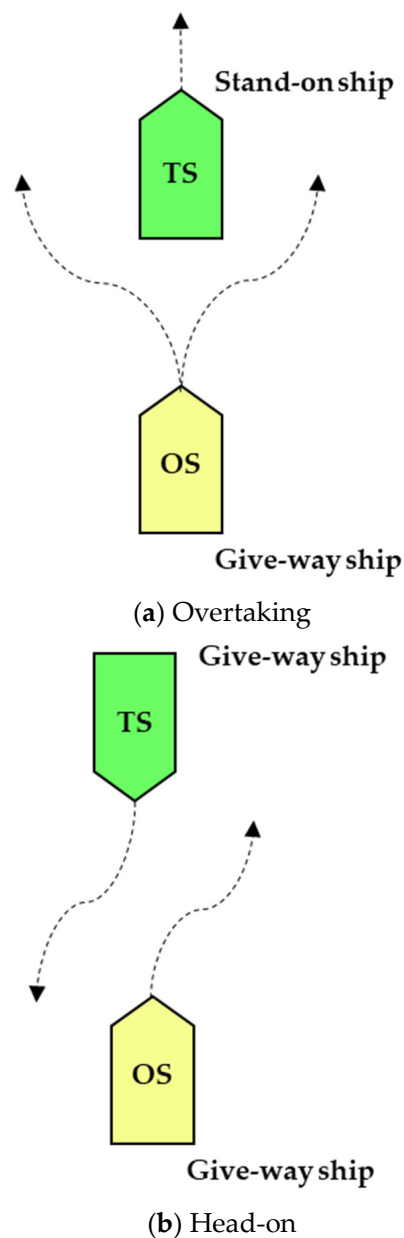 Stand-on ship
TS
OS
Give-way ship
(a) Overtaking
Give-way ship
TS
OS
Give-way ship
(b) Head-on